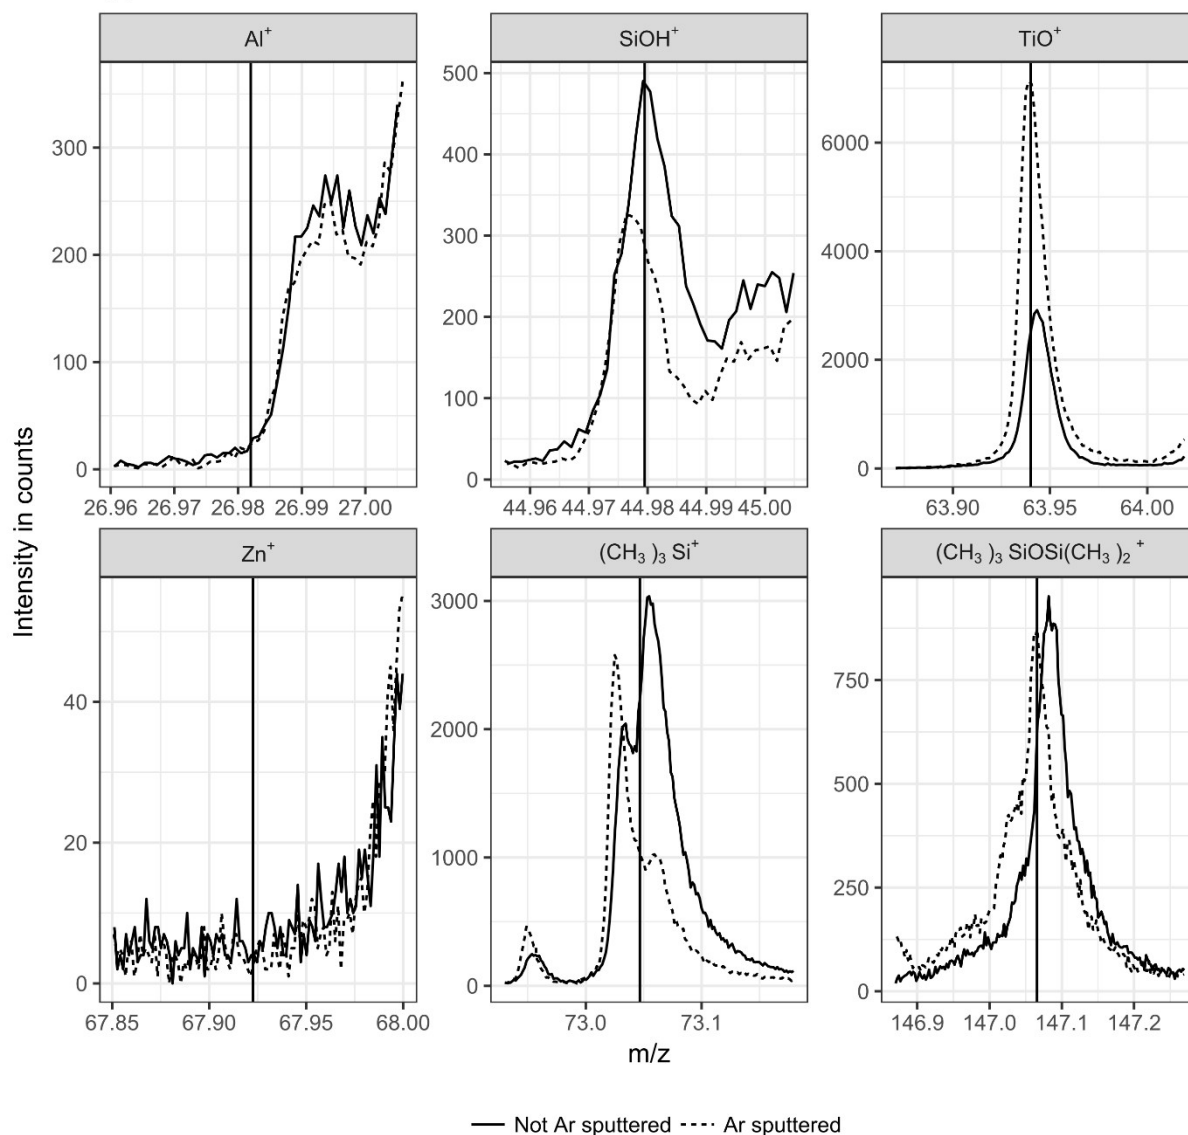 Al⁺ SiOH⁺ TiO⁺
300
200
100
0
26.96 26.97 26.98 26.99 27.00
500
400
300
200
100
0
44.96 44.97 44.98 44.99 45.00
6000
4000
2000
0
63.90 63.95 64.00
Zn⁺ (CH₃)₃ Si⁺ (CH₃)₃ SiOSi(CH₃)₂ ⁺
40
20
0
67.85 67.90 67.95 68.00
3000
2000
1000
0
73.0 73.1
750
500
250
0
146.9 147.0 147.1 147.2
Intensity in counts
m/z
Not Ar sputtered Ar sputtered